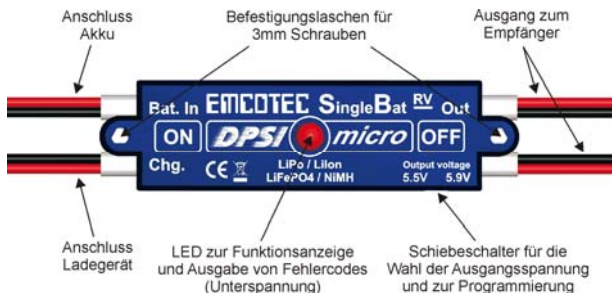 Anschluss
Akku
Befestigungslaschen für
3mm Schrauben
Ausgang zum
Empfänger
Bat. In EMCOTEC SingleBat RV Out
ON DPSI micro OFF
Chg. CE LiPo / LiIon Output voltage
LiFePO4 / NiMH 5.5V 5.9V
Anschluss
Ladegerät
LED zur Funktionsanzeige
und Ausgabe von Fehlercodes
(Unterspannung)
Schiebeschalter für die
Wahl der Ausgangsspannung
und zur Programmierung